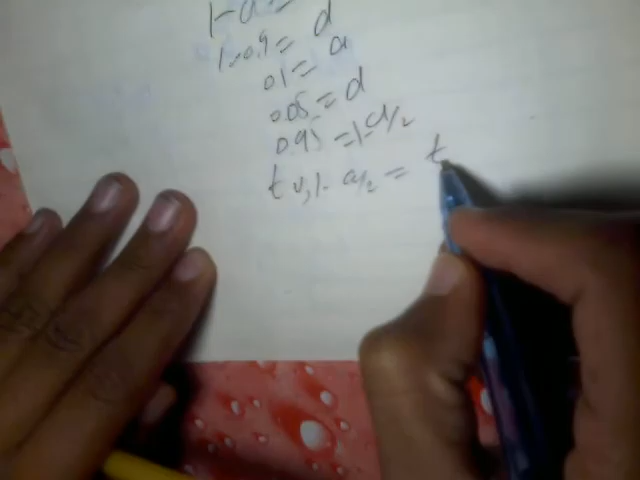 1-α =
1-0.9 = α
0.1 = α
0.05 = α
0.95 = 1-α/2
t v,1-α/2 = t